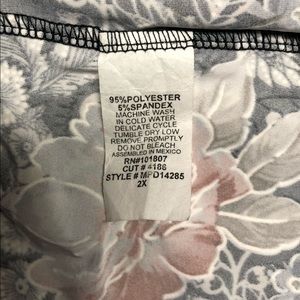 95%POLYESTER
5%SPANDEX
MACHINE WASH
IN COLD WATER
DELICATE CYCLE
TUMBLE DRY LOW
REMOVE PROMPTLY
DO NOT BLEACH
ASSEMBLED IN MEXICO
RN#101807
CUT # 4186
STYLE # MPD14285
2X